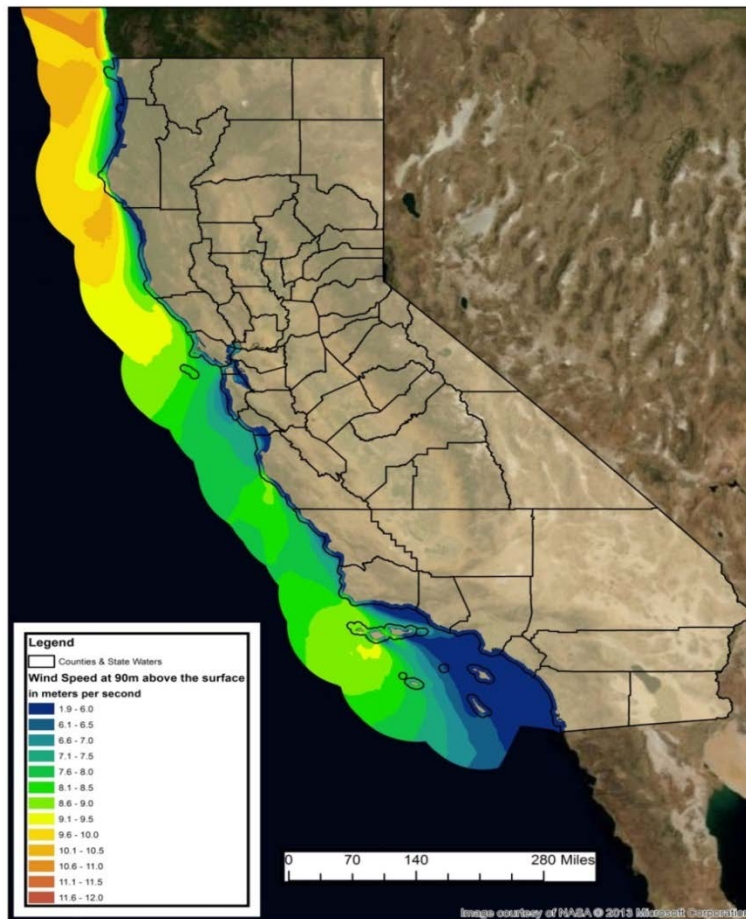 Legend
Counties & State Waters
Wind Speed at 90m above the surface
in meters per second
1.9 - 6.0
6.1 - 6.5
6.6 - 7.0
7.1 - 7.5
7.6 - 8.0
8.1 - 8.5
8.6 - 9.0
9.1 - 9.5
9.6 - 10.0
10.1 - 10.5
10.6 - 11.0
11.1 - 11.5
11.6 - 12.0
0 70 140 280 Miles
Image courtesy of NASA © 2013 Microsoft Corporation